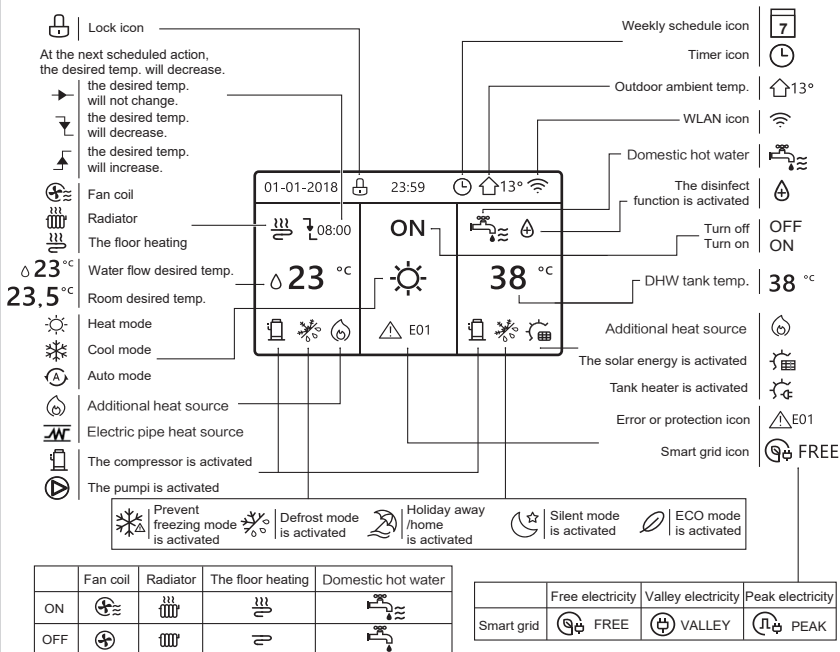 Lock icon
At the next scheduled action,
the desired temp. will decrease.
the desired temp.
will not change.
the desired temp.
will decrease.
the desired temp.
will increase.
Fan coil
Radiator
The floor heating
23 °C
Water flow desired temp.
23,5 °C
Room desired temp.
Heat mode
Cool mode
A
Auto mode
Additional heat source
Electric pipe heat source
The compressor is activated
The pumpi is activated
01-01-2018
23:59
13°
08:00
ON
23 °C
38 °C
E01
Weekly schedule icon
7
Timer icon
Outdoor ambient temp.
13°
WLAN icon
Domestic hot water
The disinfect
function is activated
Turn off
OFF
Turn on
ON
DHW tank temp.
38 °C
Additional heat source
The solar energy is activated
Tank heater is activated
Error or protection icon
E01
Smart grid icon
FREE
Prevent
freezing mode
is activated
Defrost mode
is activated
Holiday away
/home
is activated
Silent mode
is activated
ECO mode
is activated
Fan coil
Radiator
The floor heating
Domestic hot water
ON
OFF
Free electricity
Valley electricity
Peak electricity
Smart grid
FREE
VALLEY
PEAK